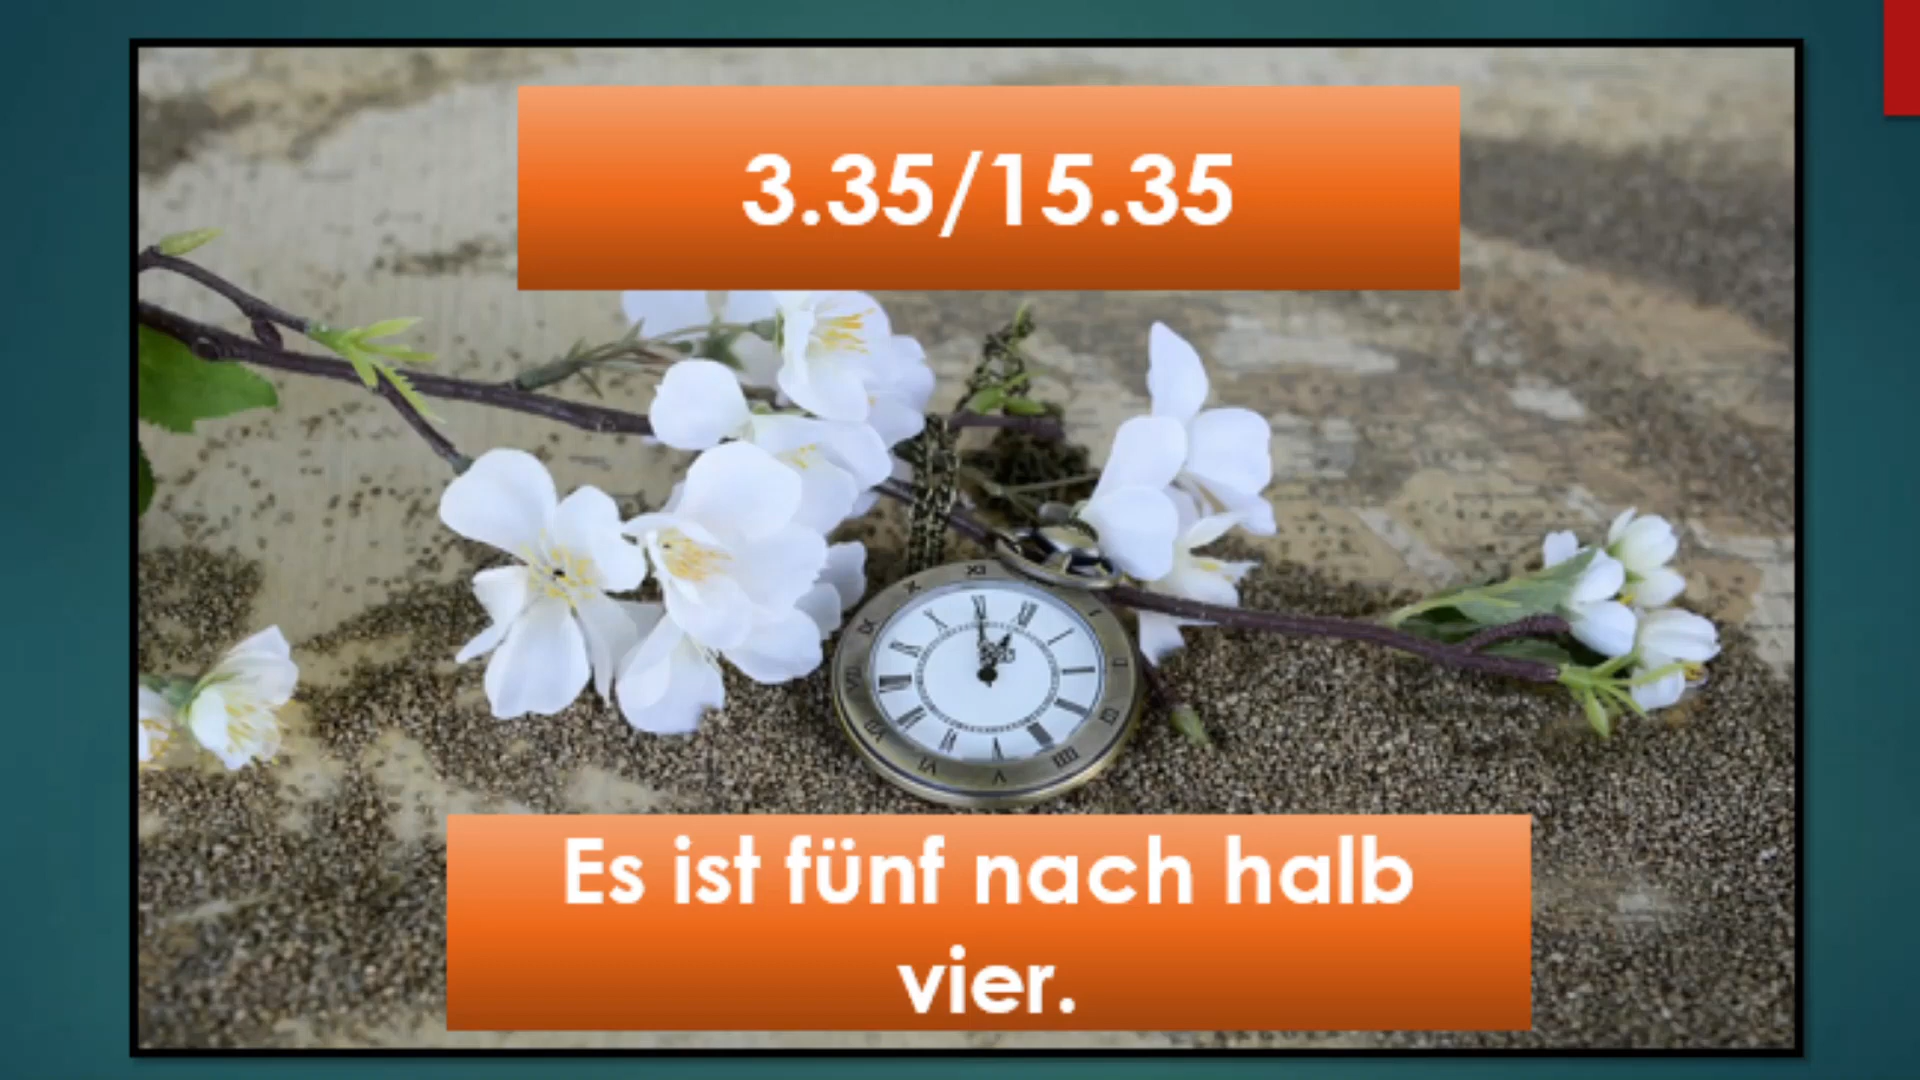 3.35/15.35
Es ist fünf nach halb
vier.